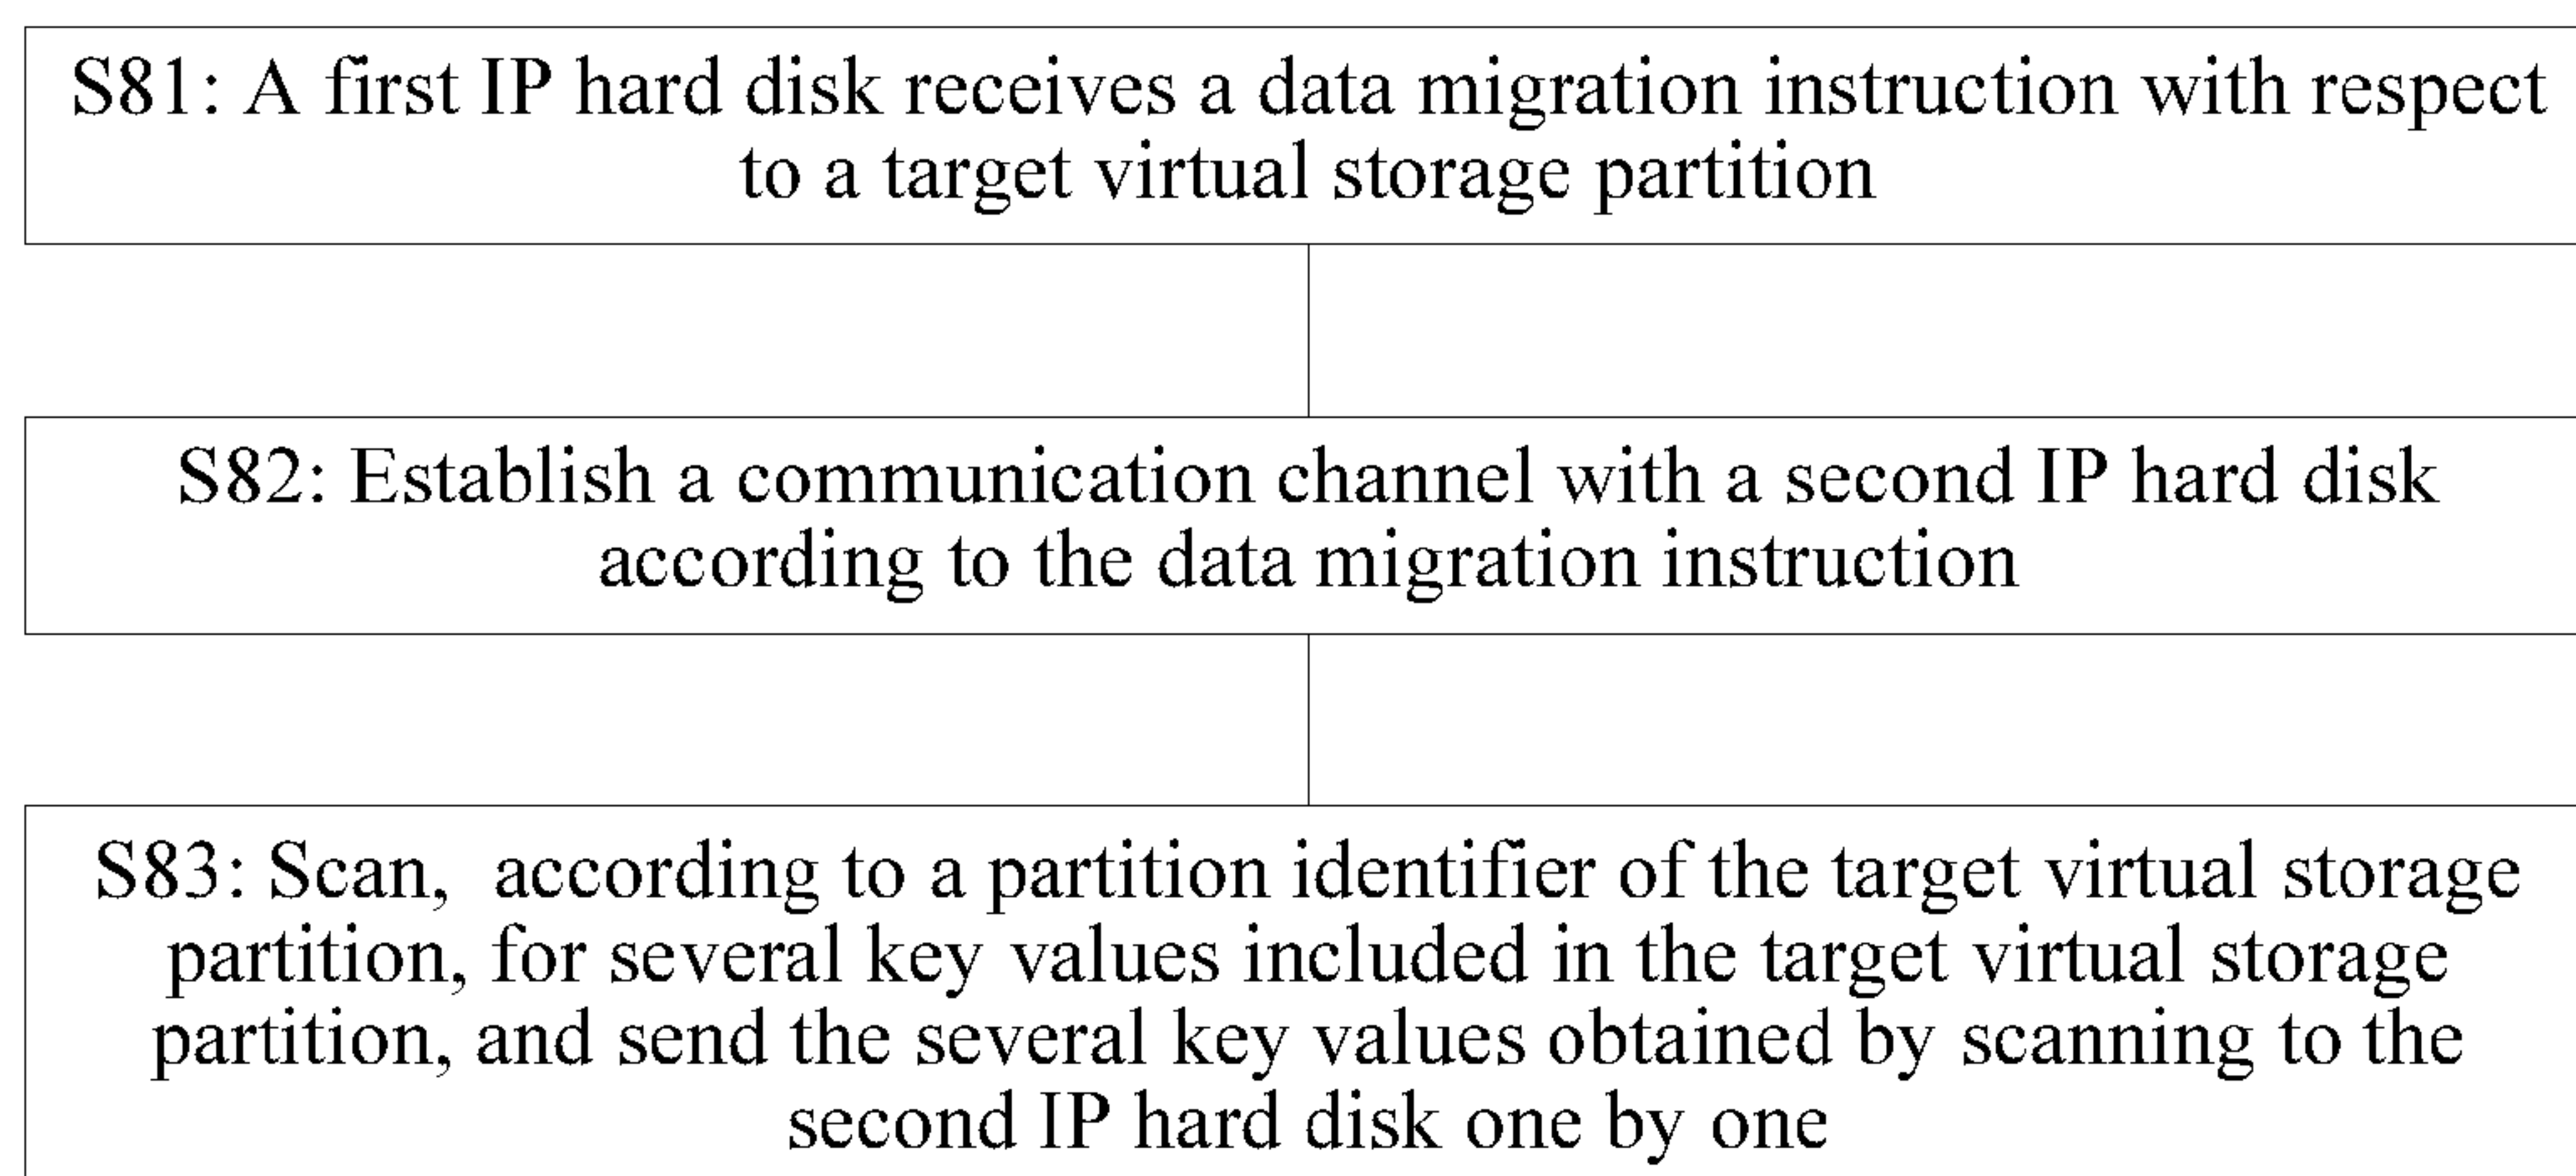 S81: A first IP hard disk receives a data migration instruction with respect
to a target virtual storage partition
S82: Establish a communication channel with a second IP hard disk
according to the data migration instruction
S83: Scan, according to a partition identifier of the target virtual storage
partition, for several key values included in the target virtual storage
partition, and send the several key values obtained by scanning to the
second IP hard disk one by one